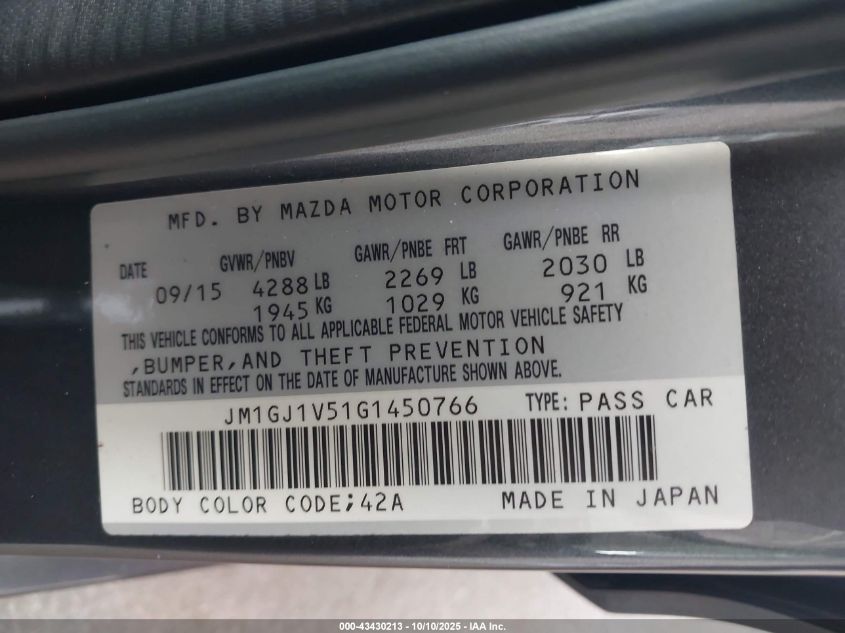 MFD. BY MAZDA MOTOR CORPORATION
DATE GVWR/PNBV GAWR/PNBE FRT GAWR/PNBE RR
09/15 4288 LB 2269 LB 2030 LB
1945 KG 1029 KG 921 KG
THIS VEHICLE CONFORMS TO ALL APPLICABLE FEDERAL MOTOR VEHICLE SAFETY
,BUMPER,AND THEFT PREVENTION
STANDARDS IN EFFECT ON THE DATE OF MANUFACTURE SHOWN ABOVE.
JM1GJ1V51G1450766 TYPE: PASS CAR
BODY COLOR CODE;42A MADE IN JAPAN
000-43430213 - 10/10/2025 - IAA Inc.